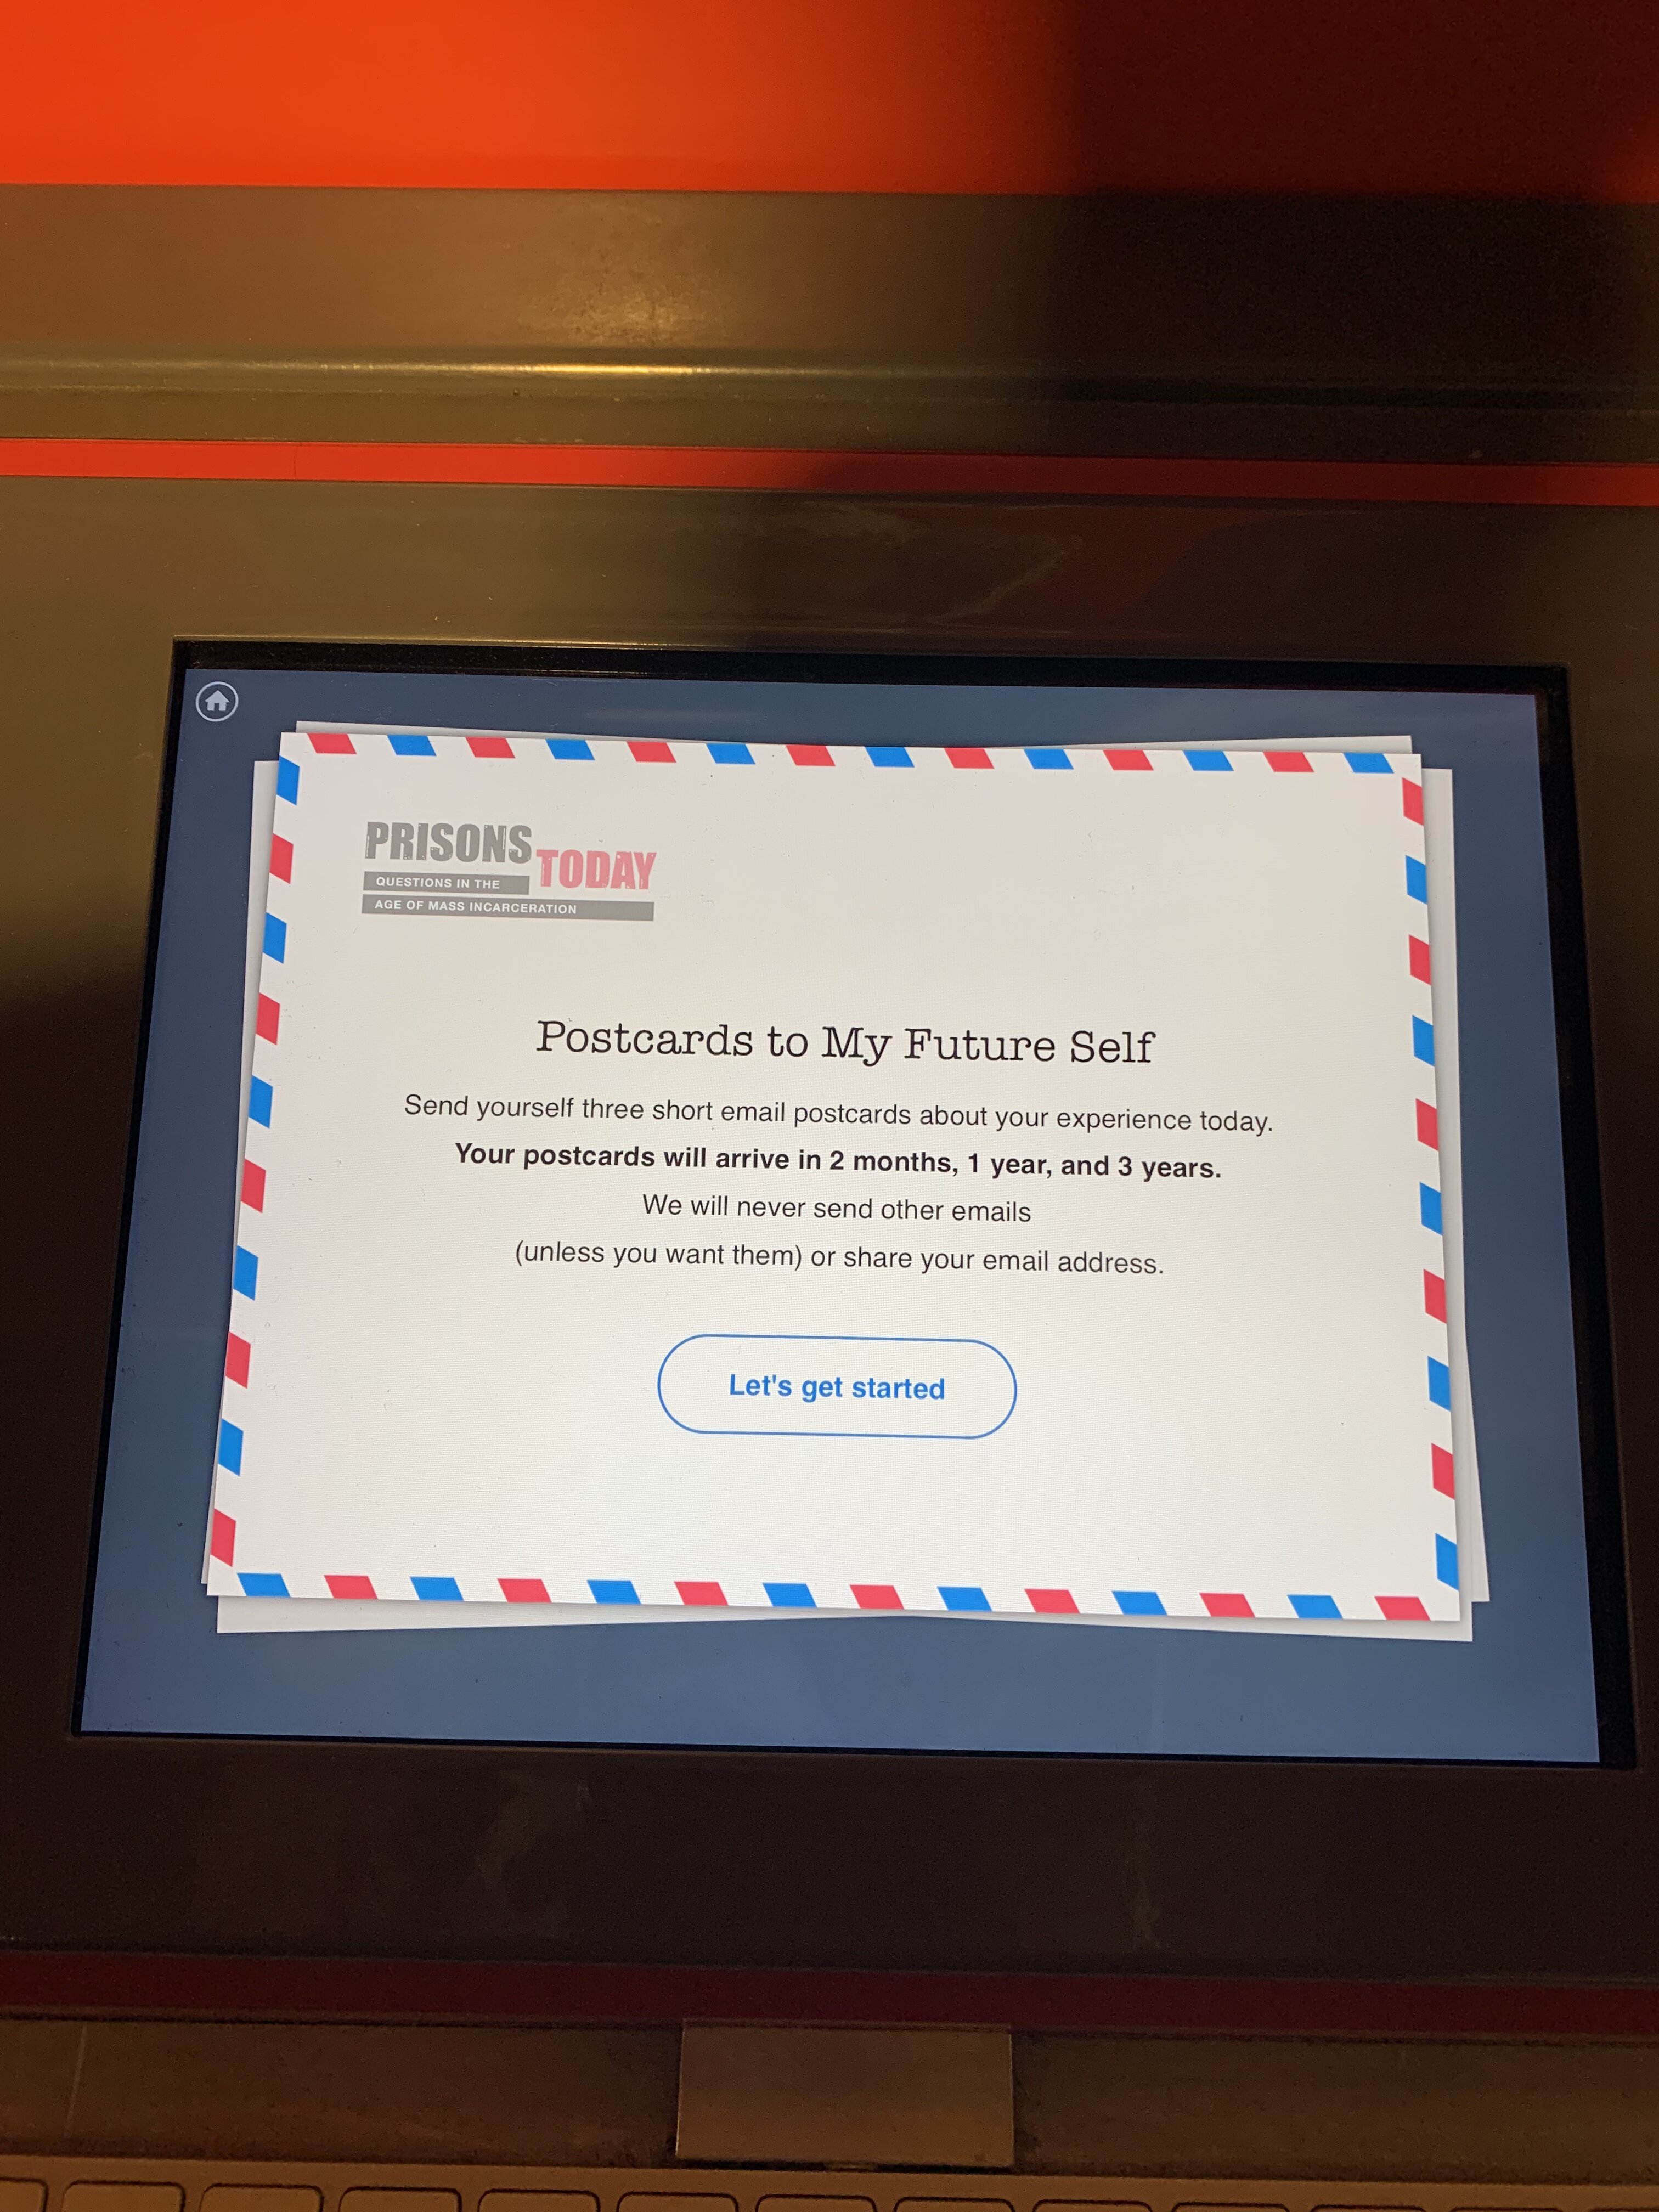 PRISONS
TODAY
QUESTIONS IN THE
AGE OF MASS INCARCERATION
Postcards to My Future Self
Send yourself three short email postcards about your experience today.
Your postcards will arrive in 2 months, 1 year, and 3 years.
We will never send other emails
(unless you want them) or share your email address.
Let's get started